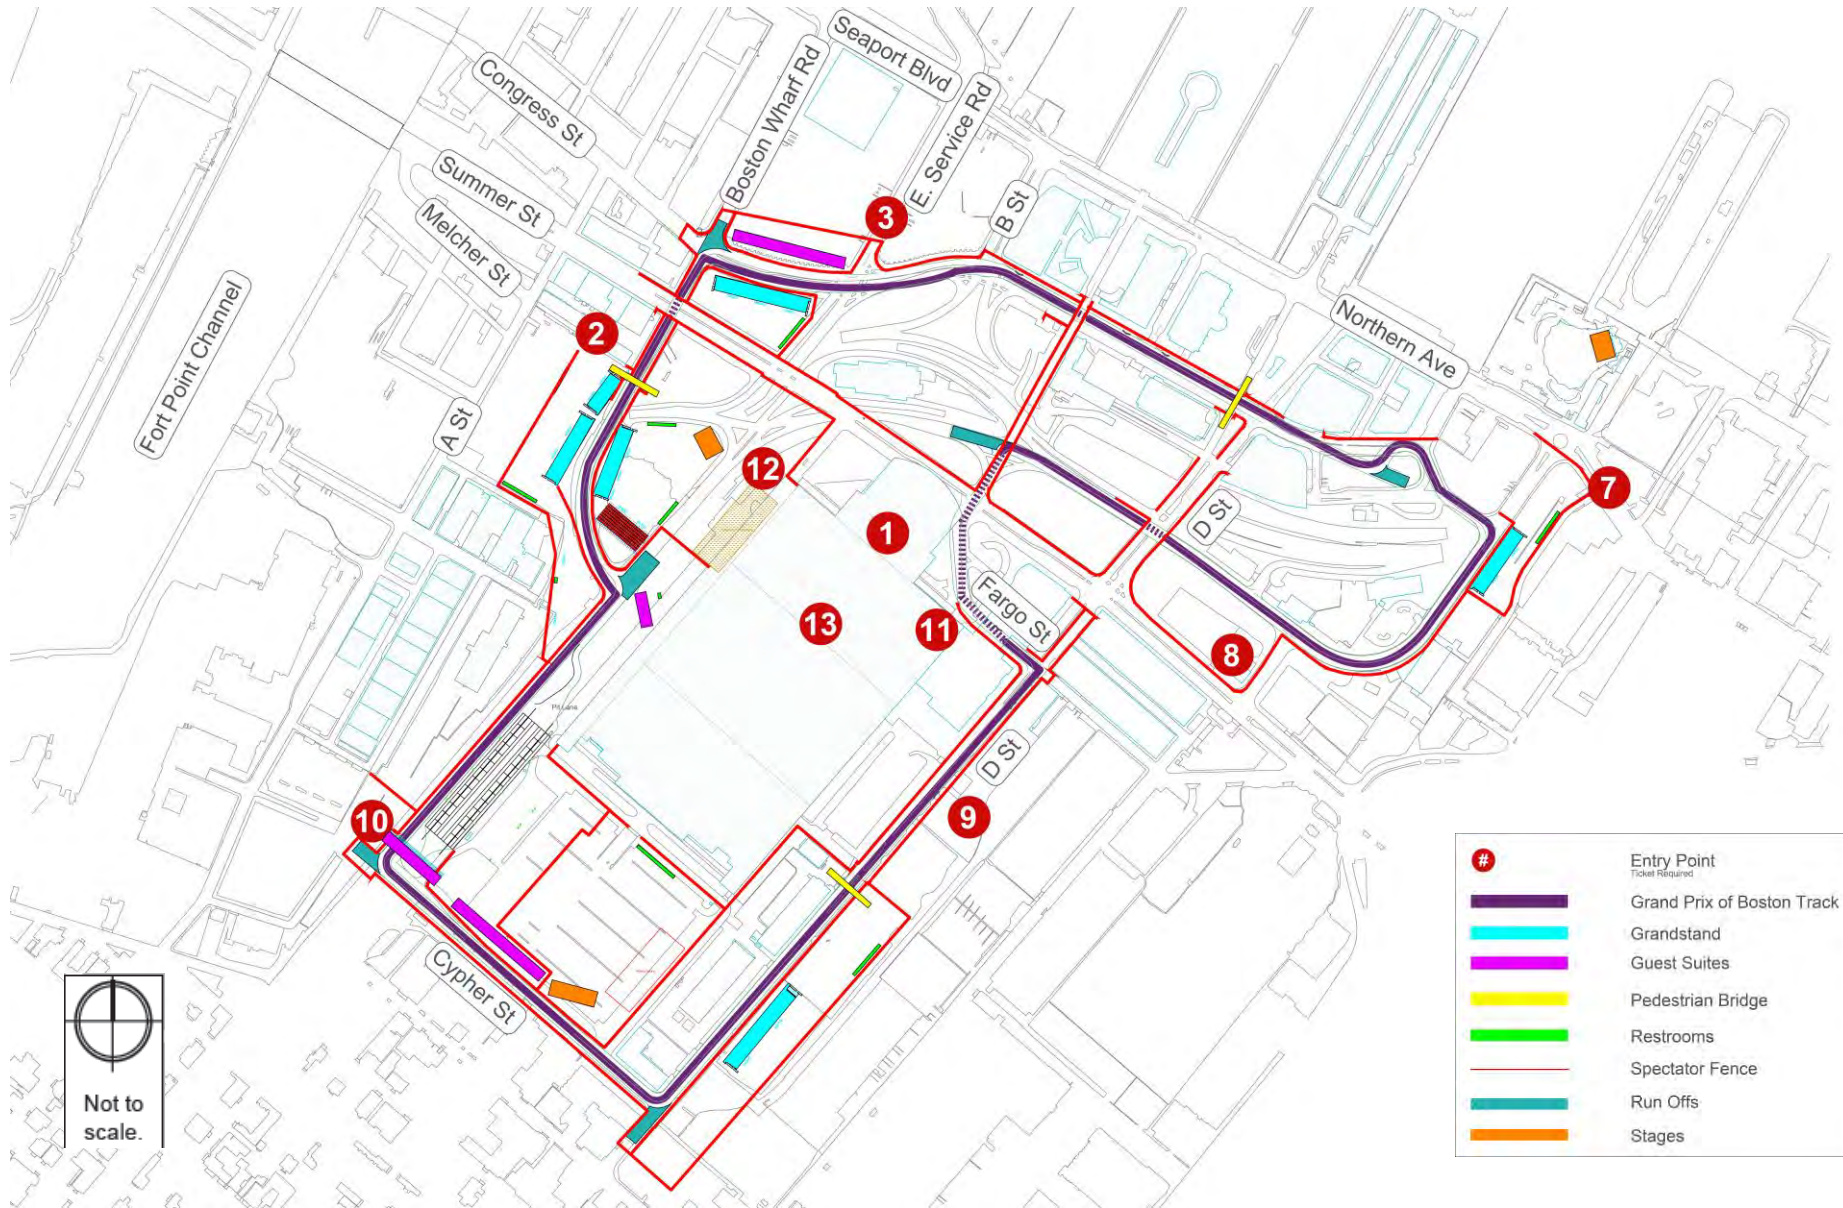 Seaport Blvd
Boston Wharf Rd
E. Service Rd
Congress St
Summer St
Melcher St
B St
3
Fort Point Channel
2
Northern Ave
A St
12
7
1
D St
Fargo St
13
11
8
Pit Lane
D St
10
9
Cypher St
Not to
scale.
# Entry Point
Ticket Required
Grand Prix of Boston Track
Grandstand
Guest Suites
Pedestrian Bridge
Restrooms
Spectator Fence
Run Offs
Stages